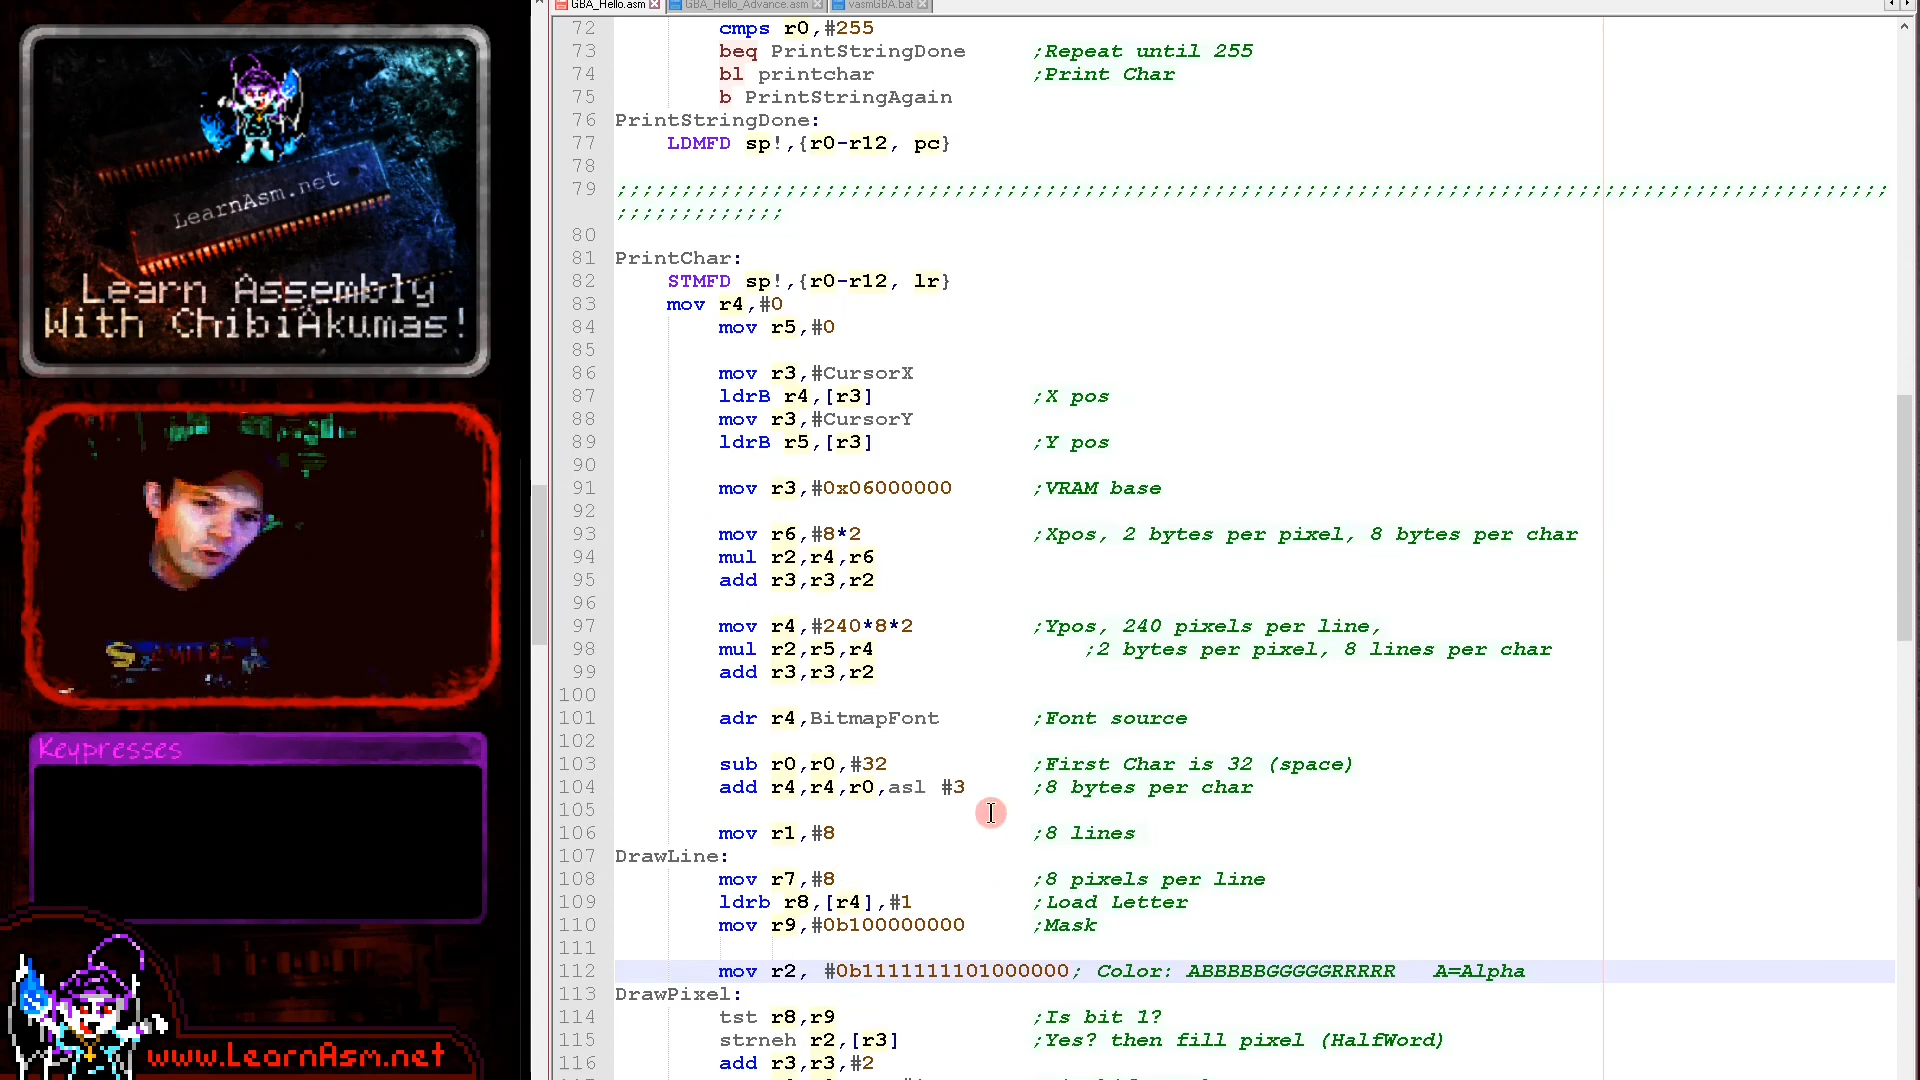 GBA_Hello.asm GBA_Hello_Advance.asm vasmGBA.bat
LearnAsm.net
Learn Assembly
With ChibiAkumas!
Keypresses
www.LearnAsm.net
72 cmps r0,#255
73 beq PrintStringDone ;Repeat until 255
74 bl printchar ;Print Char
75 b PrintStringAgain
76 PrintStringDone:
77 LDMFD sp!,{r0-r12, pc}
78
79 ;;;;;;;;;;;;;;;;;;;;;;;;;;;;;;;;;;;;;;;;;;;;;;;;;;;;;;;;;;;;;;;;;;;;;;;;;;;;;;;;;;;;;;;;;;;;;;;;;
;;;;;;;;;;;;;
80
81 PrintChar:
82 STMFD sp!,{r0-r12, lr}
83 mov r4,#0
84 mov r5,#0
85
86 mov r3,#CursorX
87 ldrB r4,[r3] ;X pos
88 mov r3,#CursorY
89 ldrB r5,[r3] ;Y pos
90
91 mov r3,#0x06000000 ;VRAM base
92
93 mov r6,#8*2 ;Xpos, 2 bytes per pixel, 8 bytes per char
94 mul r2,r4,r6
95 add r3,r3,r2
96
97 mov r4,#240*8*2 ;Ypos, 240 pixels per line,
98 mul r2,r5,r4 ;2 bytes per pixel, 8 lines per char
99 add r3,r3,r2
100
101 adr r4,BitmapFont ;Font source
102
103 sub r0,r0,#32 ;First Char is 32 (space)
104 add r4,r4,r0,asl #3 ;8 bytes per char
105
106 mov r1,#8 ;8 lines
107 DrawLine:
108 mov r7,#8 ;8 pixels per line
109 ldrb r8,[r4],#1 ;Load Letter
110 mov r9,#0b100000000 ;Mask
111
112 mov r2, #0b1111111101000000; Color: ABBBBBGGGGGRRRRR A=Alpha
113 DrawPixel:
114 tst r8,r9 ;Is bit 1?
115 strneh r2,[r3] ;Yes? then fill pixel (HalfWord)
116 add r3,r3,#2